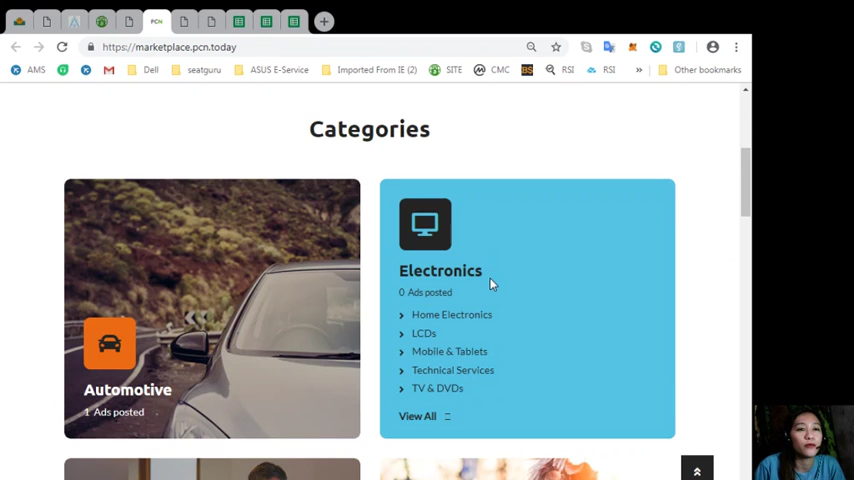 PCN
https://marketplace.pcn.today
AMS
Dell
seatguru
ASUS E-Service
Imported From IE (2)
SITE
CMC
BS
RSI
RSI
»
Other bookmarks
Categories
Electronics
0 Ads posted
Home Electronics
LCDs
Mobile & Tablets
Technical Services
TV & DVDs
View All
Automotive
1 Ads posted